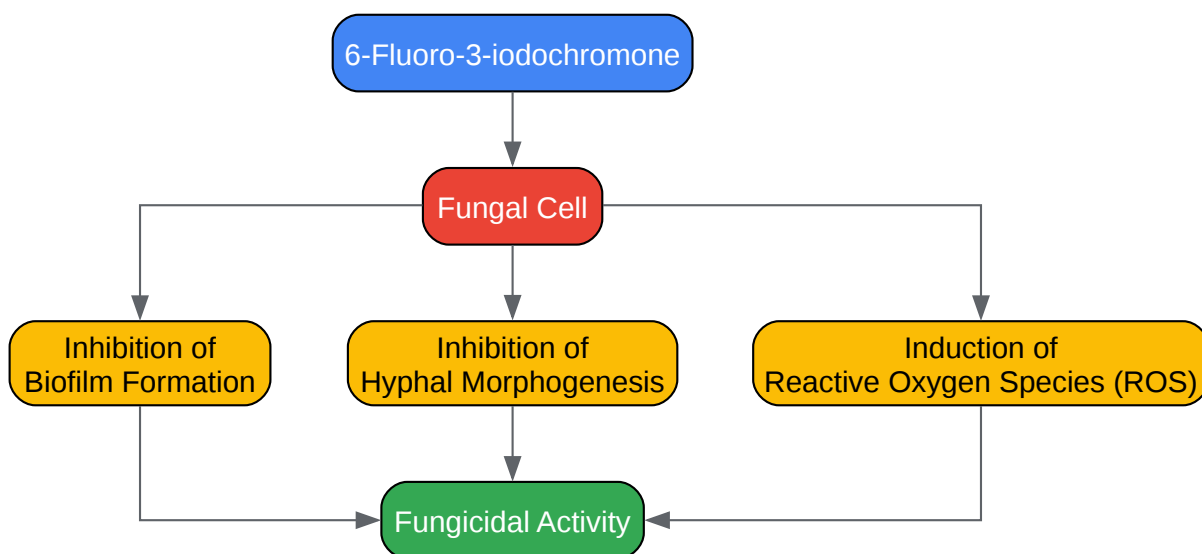 6-Fluoro-3-iodochromone
Fungal Cell
Inhibition of
Biofilm Formation
Inhibition of
Hyphal Morphogenesis
Induction of
Reactive Oxygen Species (ROS)
Fungicidal Activity